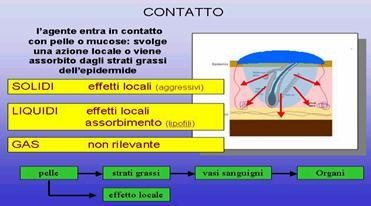 CONTATTO
l'agente entra in contatto
con pelle o mucose: svolge
una azione locale o viene
assorbito dagli strati grassi
dell'epidermide
SOLIDI effetti locali (aggressivi)
LIQUIDI effetti locali
assorbimento (lipofili)
GAS non rilevante
pelle strati grassi vasi sanguigni Organi
effetto locale